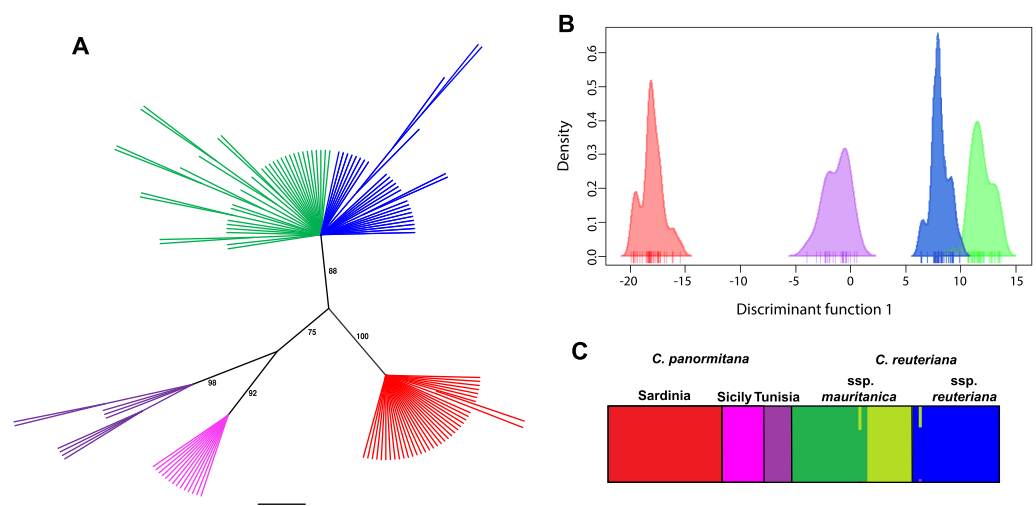 A
88
75
100
98
92
B
Density
0.6
0.5
0.4
0.3
0.2
0.1
0.0
-20 -15 -10 -5 0 5 10 15
Discriminant function 1
C
C. panormitana C. reuteriana
Sardinia Sicily Tunisia ssp. mauritanica ssp. reuteriana